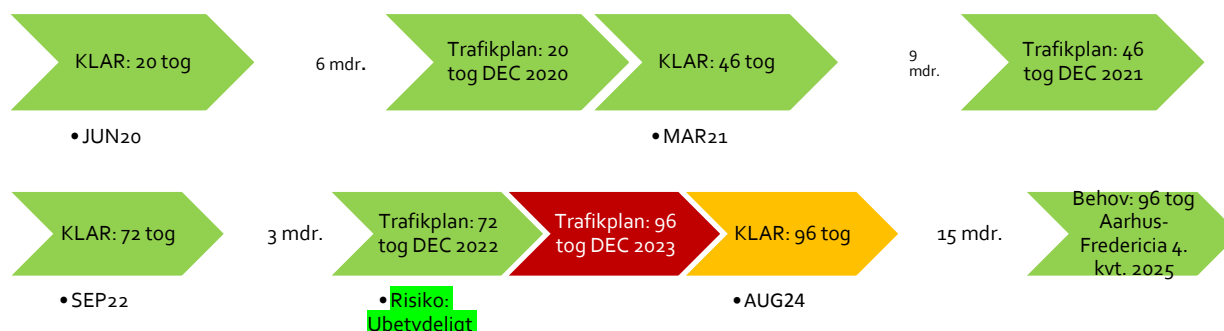 KLAR: 20 tog
6 mdr.
Trafikplan: 20
tog DEC 2020
KLAR: 46 tog
9
mdr.
Trafikplan: 46
tog DEC 2021
• JUN20
• MAR21
KLAR: 72 tog
3 mdr.
Trafikplan: 72
tog DEC 2022
Trafikplan: 96
tog DEC 2023
KLAR: 96 tog
15 mdr.
Behov: 96 tog
Aarhus-
Fredericia 4.
kvt. 2025
• SEP22
• Risiko:
Ubetydeligt
• AUG24